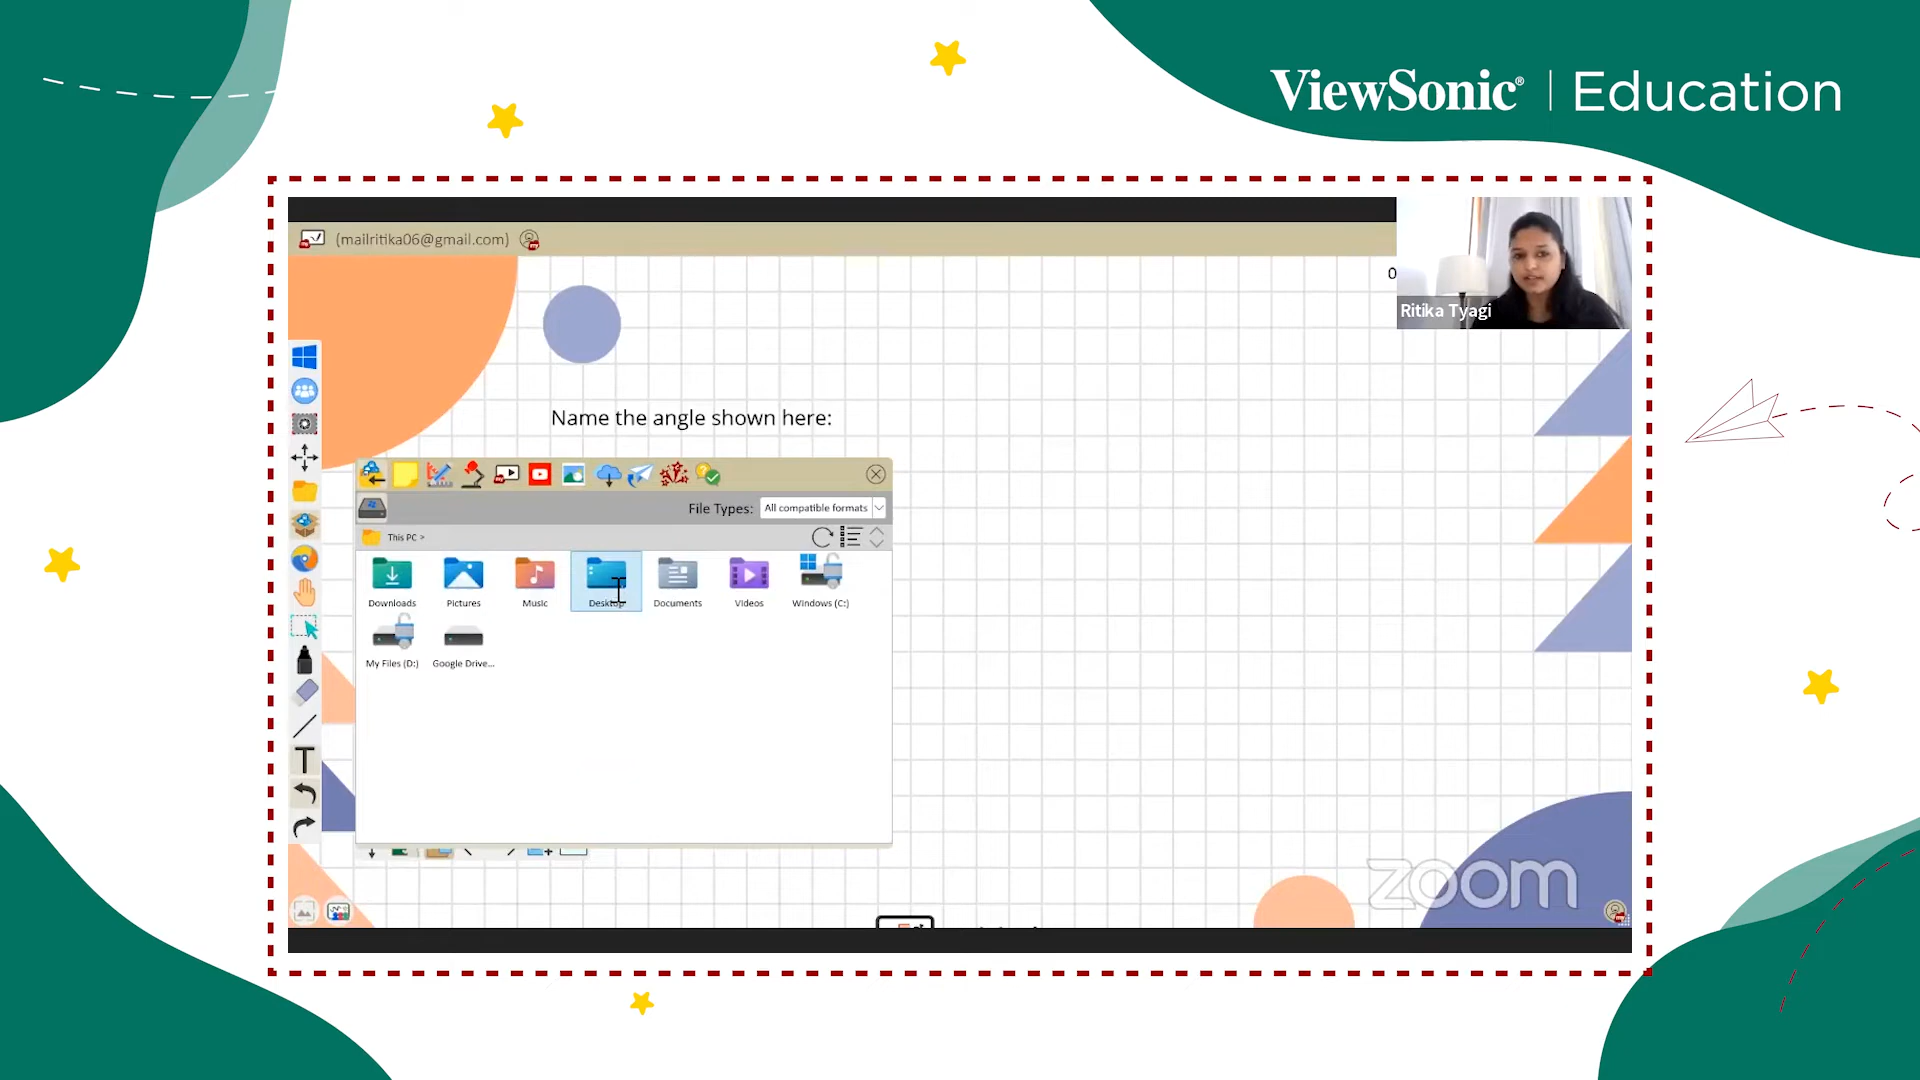 ViewSonic® | Education
(mailritika06@gmail.com)
0
Ritika Tyagi
Name the angle shown here:
File Types: All compatible formats
This PC >
Downloads Pictures Music Desktop Documents Videos Windows (C:)
My Files (D:) Google Drive...
T
zoom